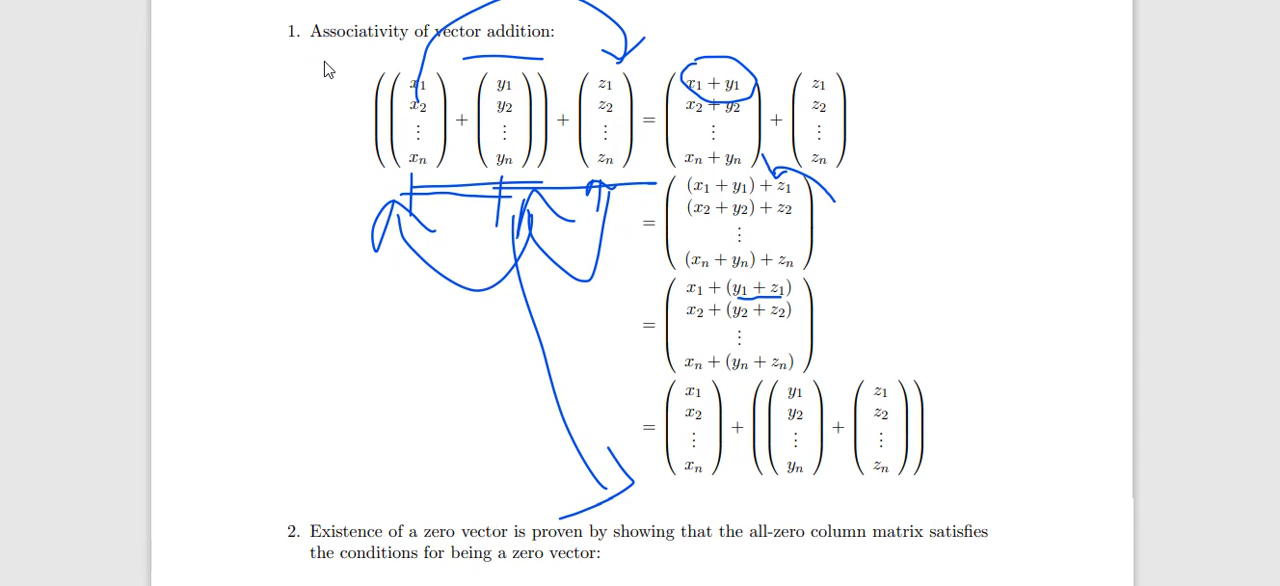 1. Associativity of vector addition:
((x₁ x₂ ⋮ xₙ) + (y₁ y₂ ⋮ yₙ)) + (z₁ z₂ ⋮ zₙ) = (x₁ + y₁ x₂ + y₂ ⋮ xₙ + yₙ) + (z₁ z₂ ⋮ zₙ)
= ((x₁ + y₁) + z₁ (x₂ + y₂) + z₂ ⋮ (xₙ + yₙ) + zₙ)
= (x₁ + (y₁ + z₁) x₂ + (y₂ + z₂) ⋮ xₙ + (yₙ + zₙ))
= (x₁ x₂ ⋮ xₙ) + ((y₁ y₂ ⋮ yₙ) + (z₁ z₂ ⋮ zₙ))
2. Existence of a zero vector is proven by showing that the all-zero column matrix satisfies
the conditions for being a zero vector: